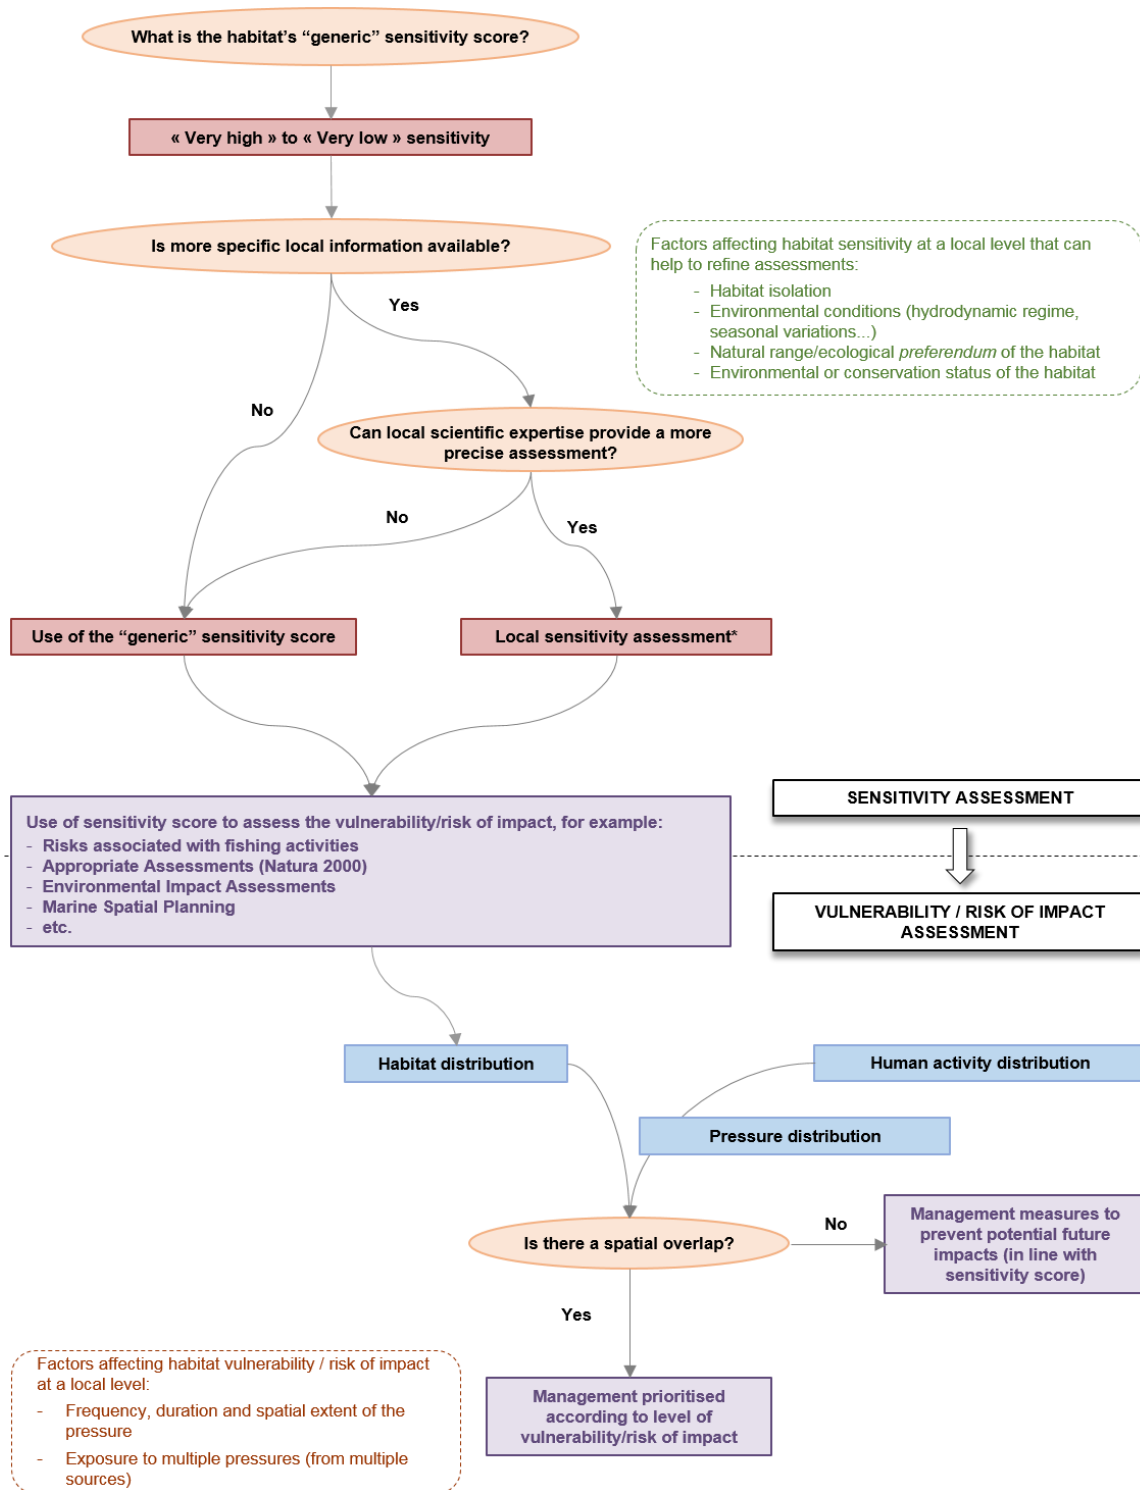 What is the habitat's “generic” sensitivity score?
« Very high » to « Very low » sensitivity
Is more specific local information available?
Factors affecting habitat sensitivity at a local level that can
help to refine assessments:
- Habitat isolation
- Environmental conditions (hydrodynamic regime,
seasonal variations...)
- Natural range/ecological preferendum of the habitat
- Environmental or conservation status of the habitat
Yes
No
Can local scientific expertise provide a more
precise assessment?
No
Yes
Use of the “generic” sensitivity score
Local sensitivity assessment*
Use of sensitivity score to assess the vulnerability/risk of impact, for example:
- Risks associated with fishing activities
- Appropriate Assessments (Natura 2000)
- Environmental Impact Assessments
- Marine Spatial Planning
- etc.
SENSITIVITY ASSESSMENT
VULNERABILITY / RISK OF IMPACT
ASSESSMENT
Habitat distribution
Human activity distribution
Pressure distribution
Is there a spatial overlap?
No
Management measures to
prevent potential future
impacts (in line with
sensitivity score)
Yes
Factors affecting habitat vulnerability / risk of impact
at a local level:
- Frequency, duration and spatial extent of the
pressure
- Exposure to multiple pressures (from multiple
sources)
Management prioritised
according to level of
vulnerability/risk of impact